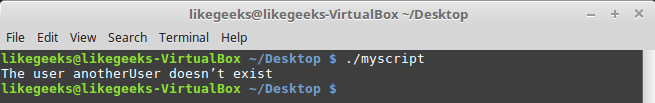 likegeeks@likegeeks-VirtualBox ~/Desktop
File Edit View Search Terminal Help
likegeeks@likegeeks-VirtualBox ~/Desktop $ ./myscript
The user anotherUser doesn’t exist
likegeeks@likegeeks-VirtualBox ~/Desktop $